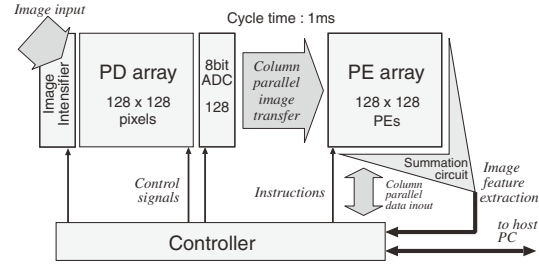 Image input
Cycle time : 1ms
Image
Intensifier
PD array
128 x 128
pixels
8bit
ADC
128
Column
parallel
image
transfer
PE array
128 x 128
PEs
Summation
circuit
Image
feature
extraction
Control
signals
Instructions
Column
parallel
data inout
to host
PC
Controller